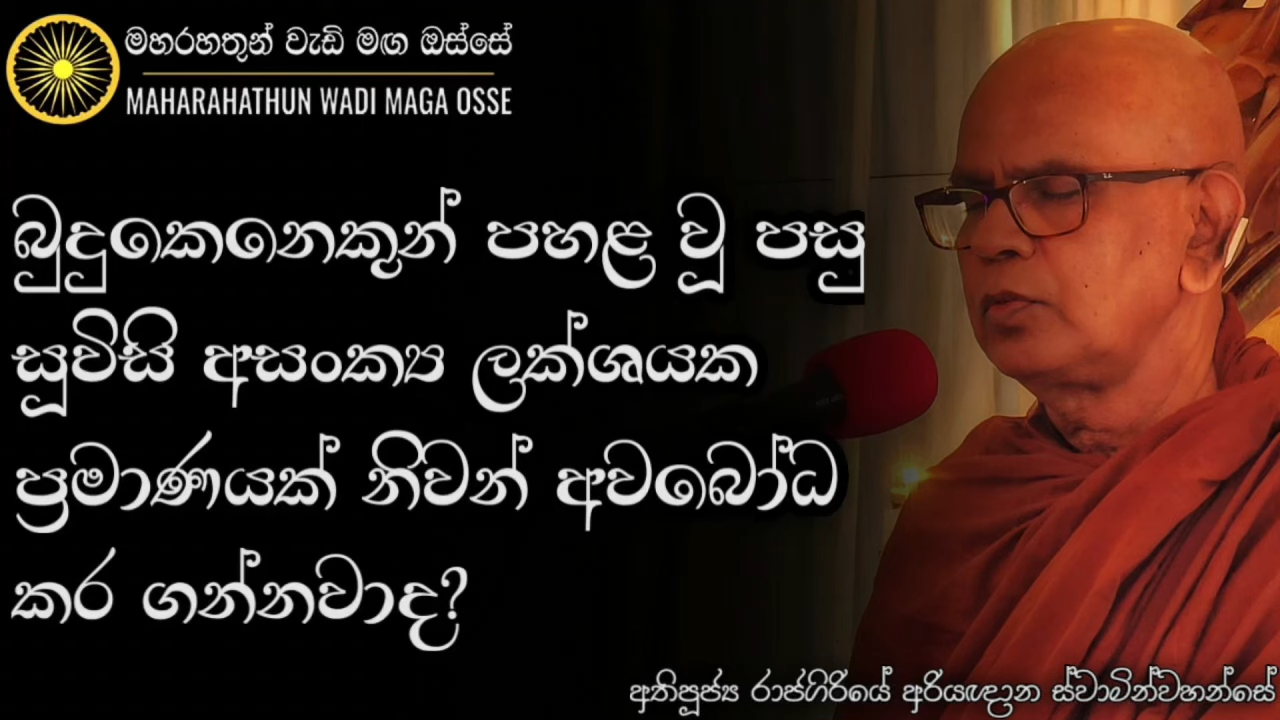 මහරහතුන් වැඩි මඟ ඔස්සේ
MAHARAHATHUN WADI MAGA OSSE
බුදුකෙනෙකුන් පහළ වූ පසු
සූවිසි අසංක්‍ය ලක්ශයක
ප්‍රමාණයක් නිවන් අවබෝධ
කර ගන්නවාද?
අතිපූජ්‍ය රාජගිරියේ අරියඥාන ස්වාමින්වහන්සේ